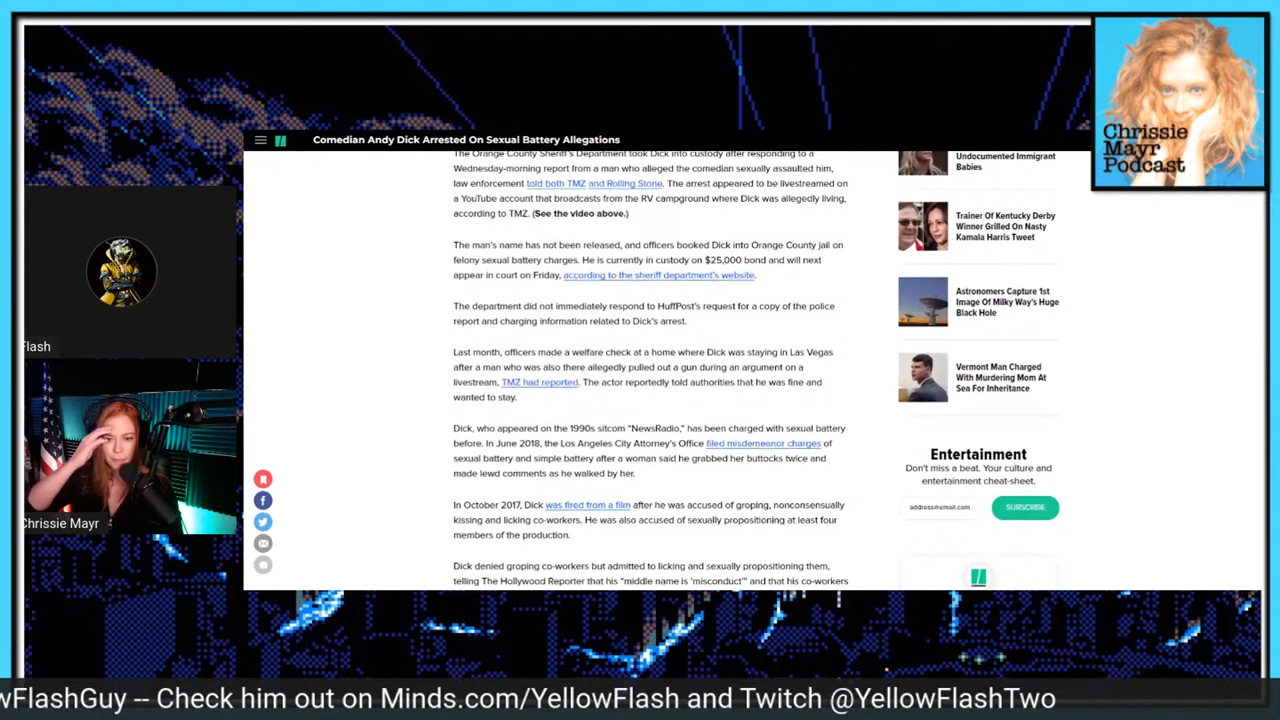 Comedian Andy Dick Arrested On Sexual Battery Allegations
The Orange County Sheriff's Department took Dick into custody after responding to a
Wednesday-morning report from a man who alleged the comedian sexually assaulted him,
law enforcement told both TMZ and Rolling Stone. The arrest appeared to be livestreamed on
a YouTube account that broadcasts from the RV campground where Dick was allegedly living,
according to TMZ. (See the video above.)
The man's name has not been released, and officers booked Dick into Orange County jail on
felony sexual battery charges. He is currently in custody on $25,000 bond and will next
appear in court on Friday, according to the sheriff department's website.
The department did not immediately respond to HuffPost's request for a copy of the police
report and charging information related to Dick's arrest.
Last month, officers made a welfare check at a home where Dick was staying in Las Vegas
after a man who was also there allegedly pulled out a gun during an argument on a
livestream, TMZ had reported. The actor reportedly told authorities that he was fine and
wanted to stay.
Dick, who appeared on the 1990s sitcom "NewsRadio," has been charged with sexual battery
before. In June 2018, the Los Angeles City Attorney's Office filed misdemeanor charges of
sexual battery and simple battery after a woman said he grabbed her buttocks twice and
made lewd comments as he walked by her.
In October 2017, Dick was fired from a film after he was accused of groping, nonconsensually
kissing and licking co-workers. He was also accused of sexually propositioning at least four
members of the production.
Dick denied groping co-workers but admitted to licking and sexually propositioning them,
telling The Hollywood Reporter that his "middle name is 'misconduct'" and that his co-workers
Undocumented Immigrant
Babies
Trainer Of Kentucky Derby
Winner Grilled On Nasty
Kamala Harris Tweet
Astronomers Capture 1st
Image Of Milky Way's Huge
Black Hole
Vermont Man Charged
With Murdering Mom At
Sea For Inheritance
Entertainment
Don't miss a beat. Your culture and
entertainment cheat-sheet.
address@email.com
SUBSCRIBE
Chrissie
Mayr
Podcast
Flash
Chrissie Mayr
wFlashGuy -- Check him out on Minds.com/YellowFlash and Twitch @YellowFlashTwo